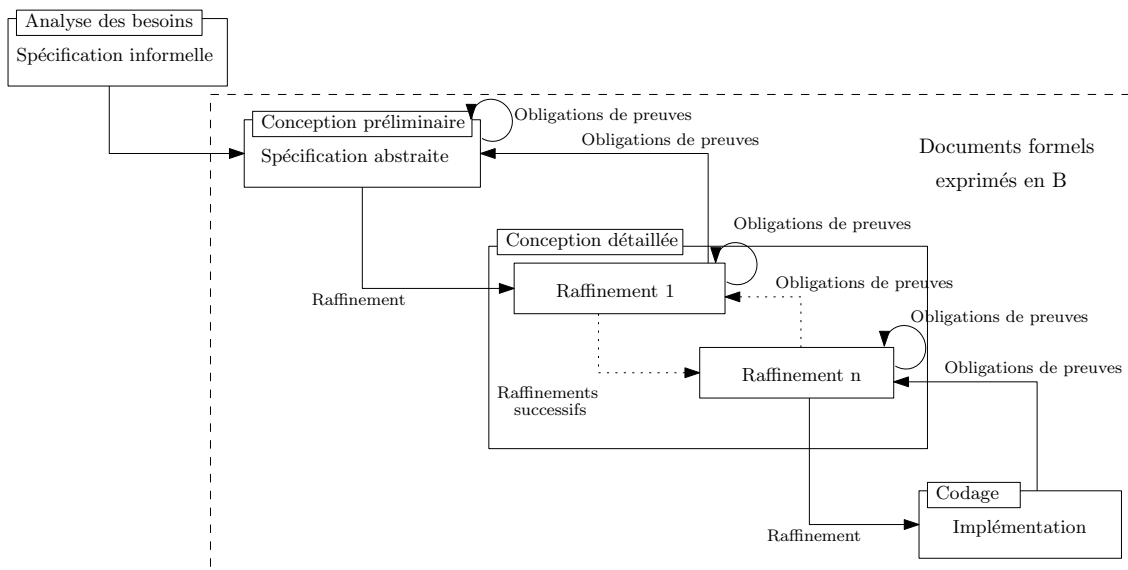 Analyse des besoins
Spécification informelle
Conception préliminaire
Obligations de preuves
Obligations de preuves
Spécification abstraite
Documents formels
exprimés en B
Obligations de preuves
Conception détaillée
Raffinement 1
Obligations de preuves
Raffinement
Obligations de preuves
Obligations de preuves
Raffinement n
Raffinements
successifs
Codage
Implémentation
Raffinement